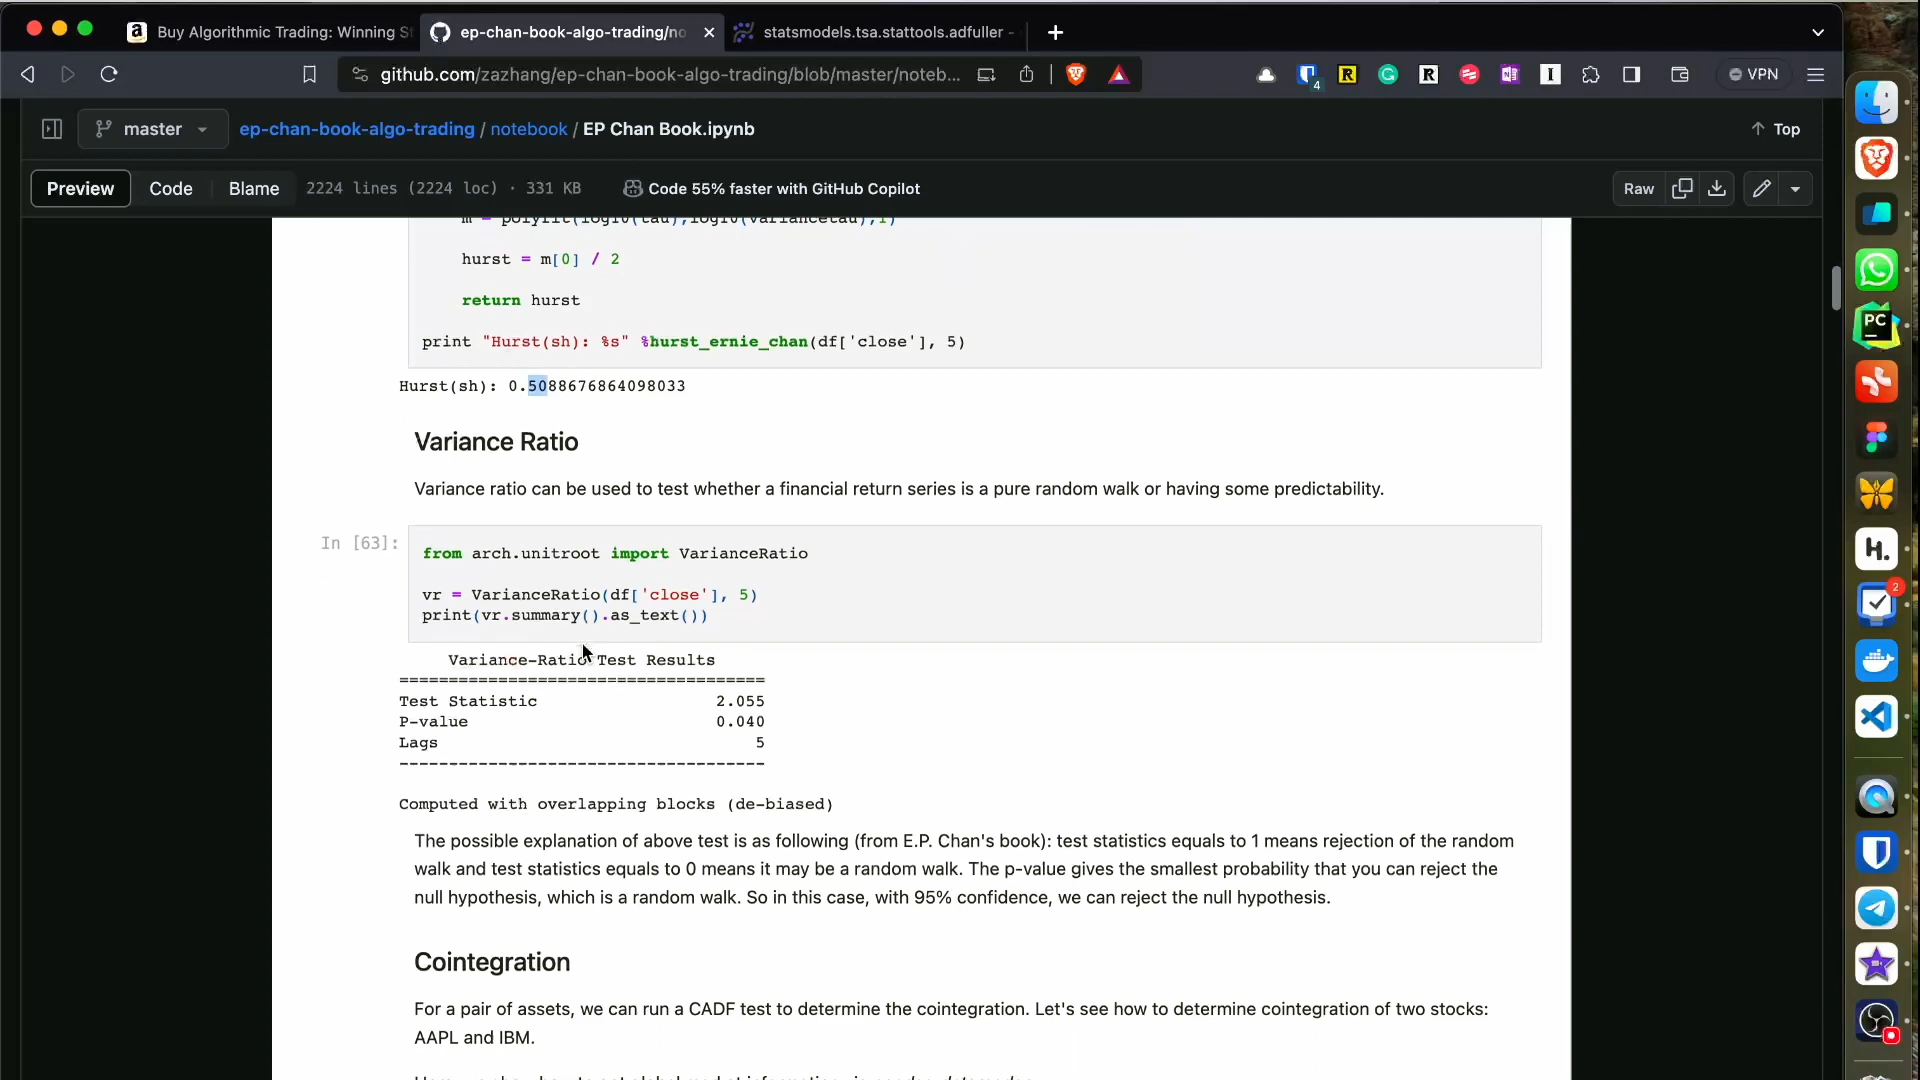 Buy Algorithmic Trading: Winning St
ep-chan-book-algo-trading/no
statsmodels.tsa.stattools.adfuller -
github.com/zazhang/ep-chan-book-algo-trading/blob/master/noteb...
4
VPN
master
ep-chan-book-algo-trading / notebook / EP Chan Book.ipynb
Top
Preview
Code
Blame
2224 lines (2224 loc) · 331 KB
Code 55% faster with GitHub Copilot
Raw
m = polyfit(log10(tau),log10(variancetau),1)
hurst = m[0] / 2
return hurst
print "Hurst(sh): %s" %hurst_ernie_chan(df['close'], 5)
Hurst(sh): 0.5088676864098033
Variance Ratio
Variance ratio can be used to test whether a financial return series is a pure random walk or having some predictability.
In [63]:
from arch.unitroot import VarianceRatio
vr = VarianceRatio(df['close'], 5)
print(vr.summary().as_text())
Variance-Ratio Test Results
=====================================
Test Statistic 2.055
P-value 0.040
Lags 5
-------------------------------------
Computed with overlapping blocks (de-biased)
The possible explanation of above test is as following (from E.P. Chan's book): test statistics equals to 1 means rejection of the random
walk and test statistics equals to 0 means it may be a random walk. The p-value gives the smallest probability that you can reject the
null hypothesis, which is a random walk. So in this case, with 95% confidence, we can reject the null hypothesis.
Cointegration
For a pair of assets, we can run a CADF test to determine the cointegration. Let's see how to determine cointegration of two stocks:
AAPL and IBM.
PC
H.
2